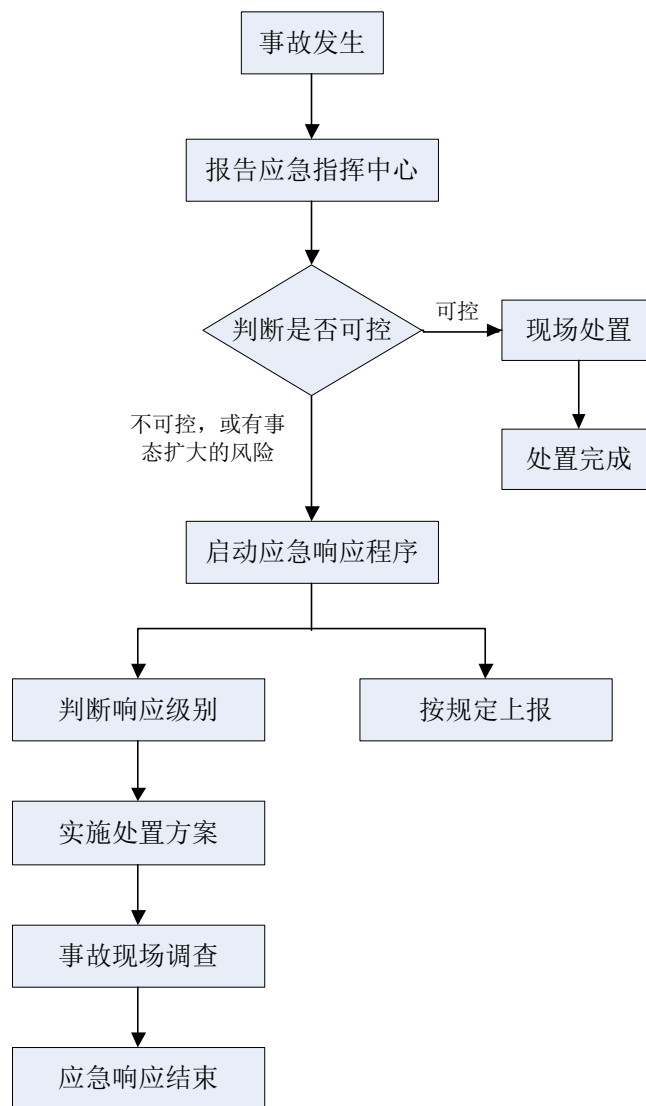 事故发生
报告应急指挥中心
判断是否可控
可控
现场处置
处置完成
不可控，或有事
态扩大的风险
启动应急响应程序
判断响应级别
按规定上报
实施处置方案
事故现场调查
应急响应结束